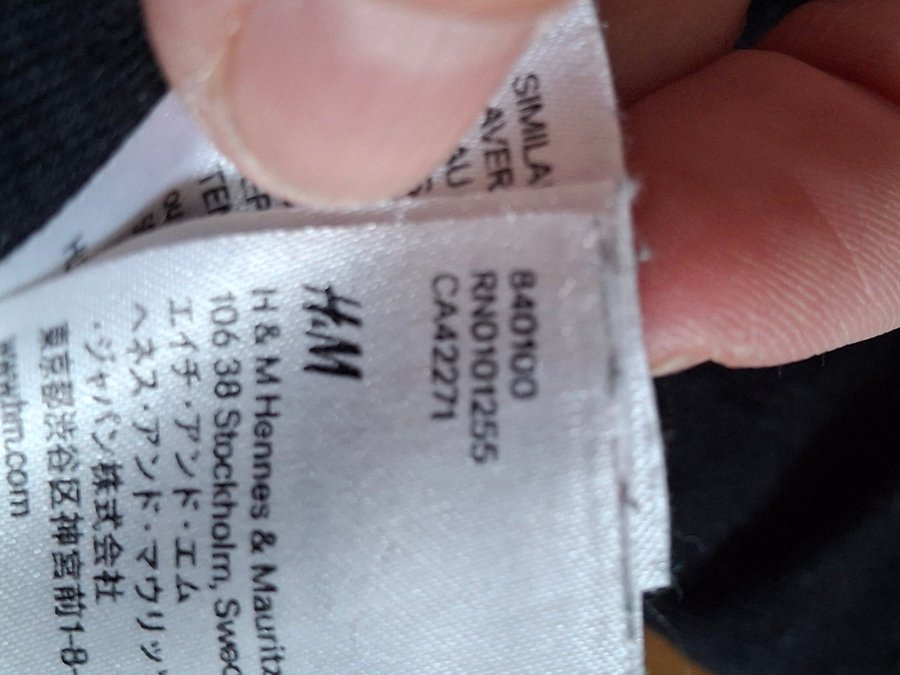 SIMILA
AVER
AU
840100
RN0101255
CA42271
H&M
H & M Hennes & Mauritz
106 38 Stockholm, Swed
エイチ・アンド・エム
ヘネス・アンド・マウリッ
・ジャパン株式会社
東京都渋谷区神宮前1-8-
www.hm.com